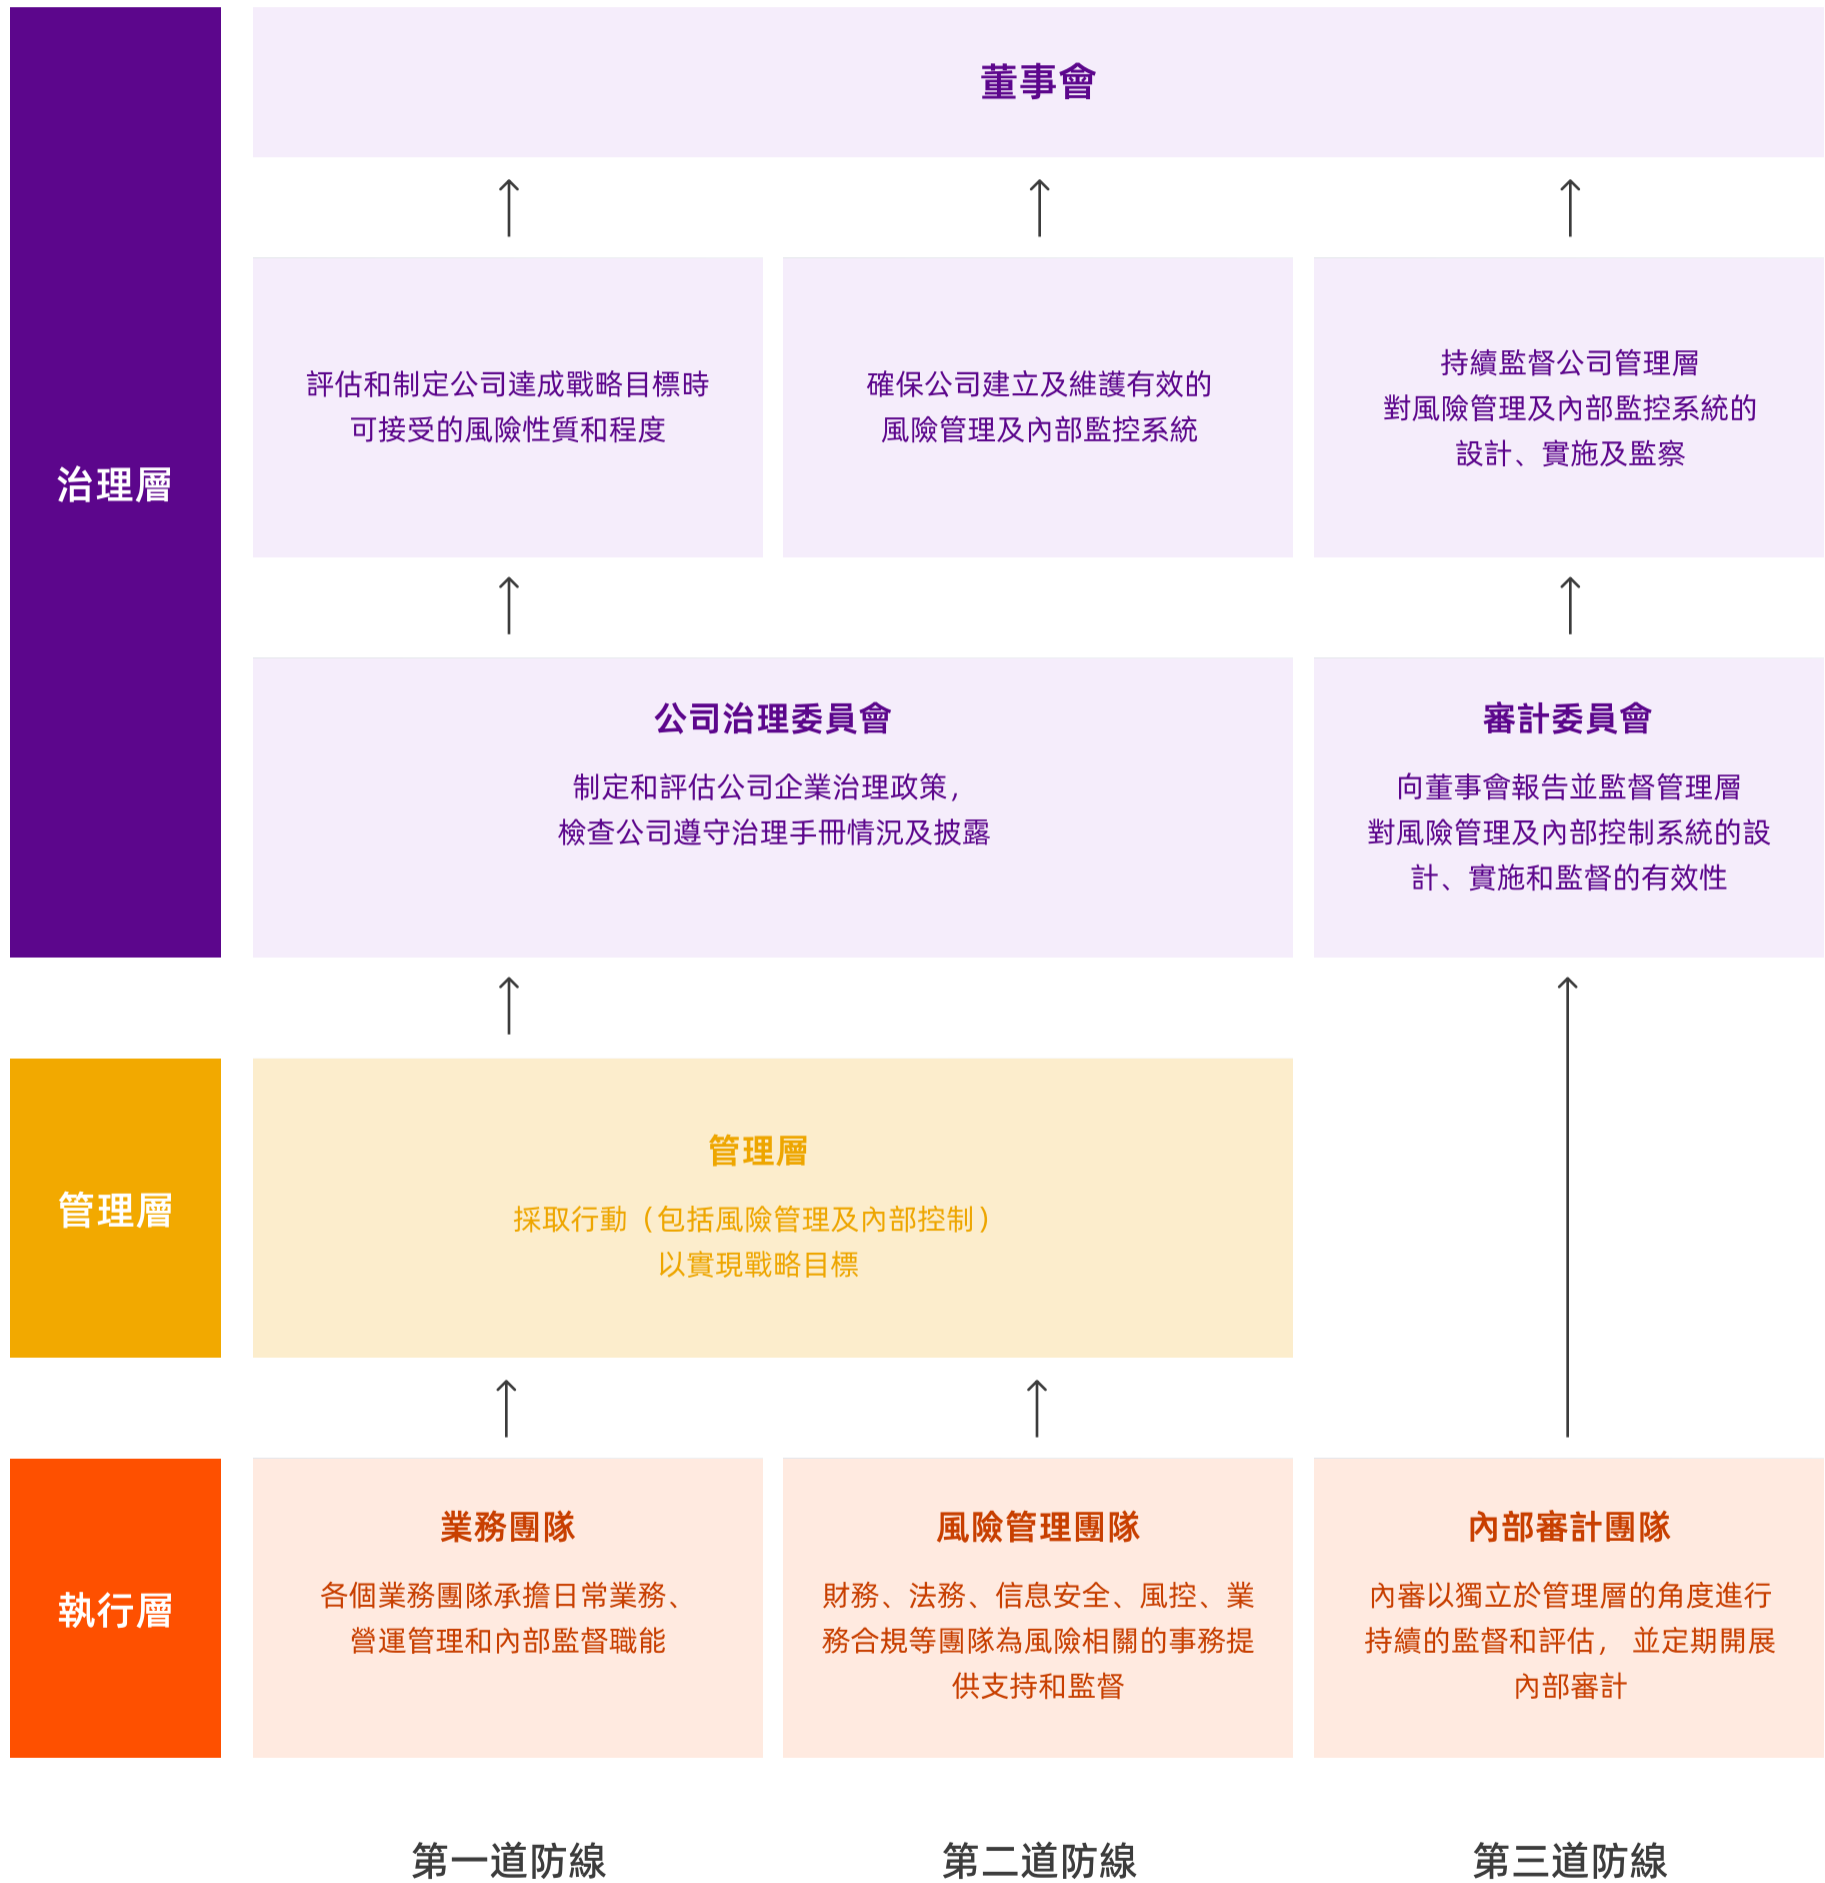 董事會
治理層
評估和制定公司達成戰略目標時
可接受的風險性質和程度
確保公司建立及維護有效的
風險管理及內部監控系統
持續監督公司管理層
對風險管理及內部監控系統的
設計、實施及監察
公司治理委員會
制定和評估公司企業治理政策,
檢查公司遵守治理手冊情況及披露
審計委員會
向董事會報告並監督管理層
對風險管理及內部控制系統的設
計、實施和監督的有效性
管理層
管理層
採取行動（包括風險管理及內部控制）
以實現戰略目標
執行層
業務團隊
各個業務團隊承擔日常業務、
營運管理和內部監督職能
風險管理團隊
財務、法務、信息安全、風控、業
務合規等團隊為風險相關的事務提
供支持和監督
內部審計團隊
內審以獨立於管理層的角度進行
持續的監督和評估, 並定期開展
內部審計
第一道防線
第二道防線
第三道防線